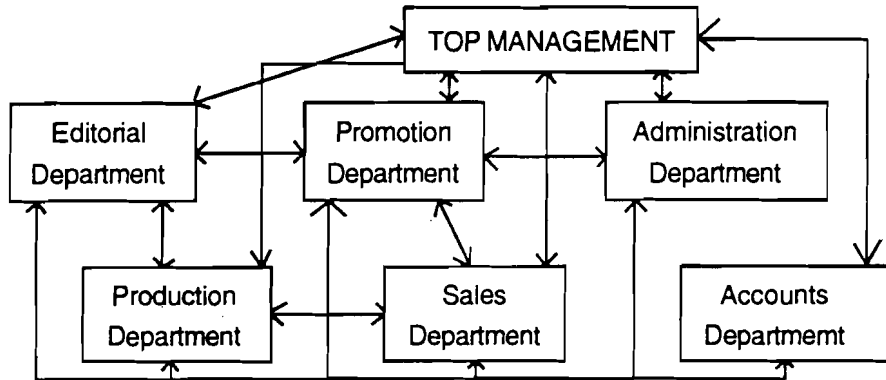 TOP MANAGEMENT
Editorial
Department
Promotion
Department
Administration
Department
Production
Department
Sales
Department
Accounts
Departmemt